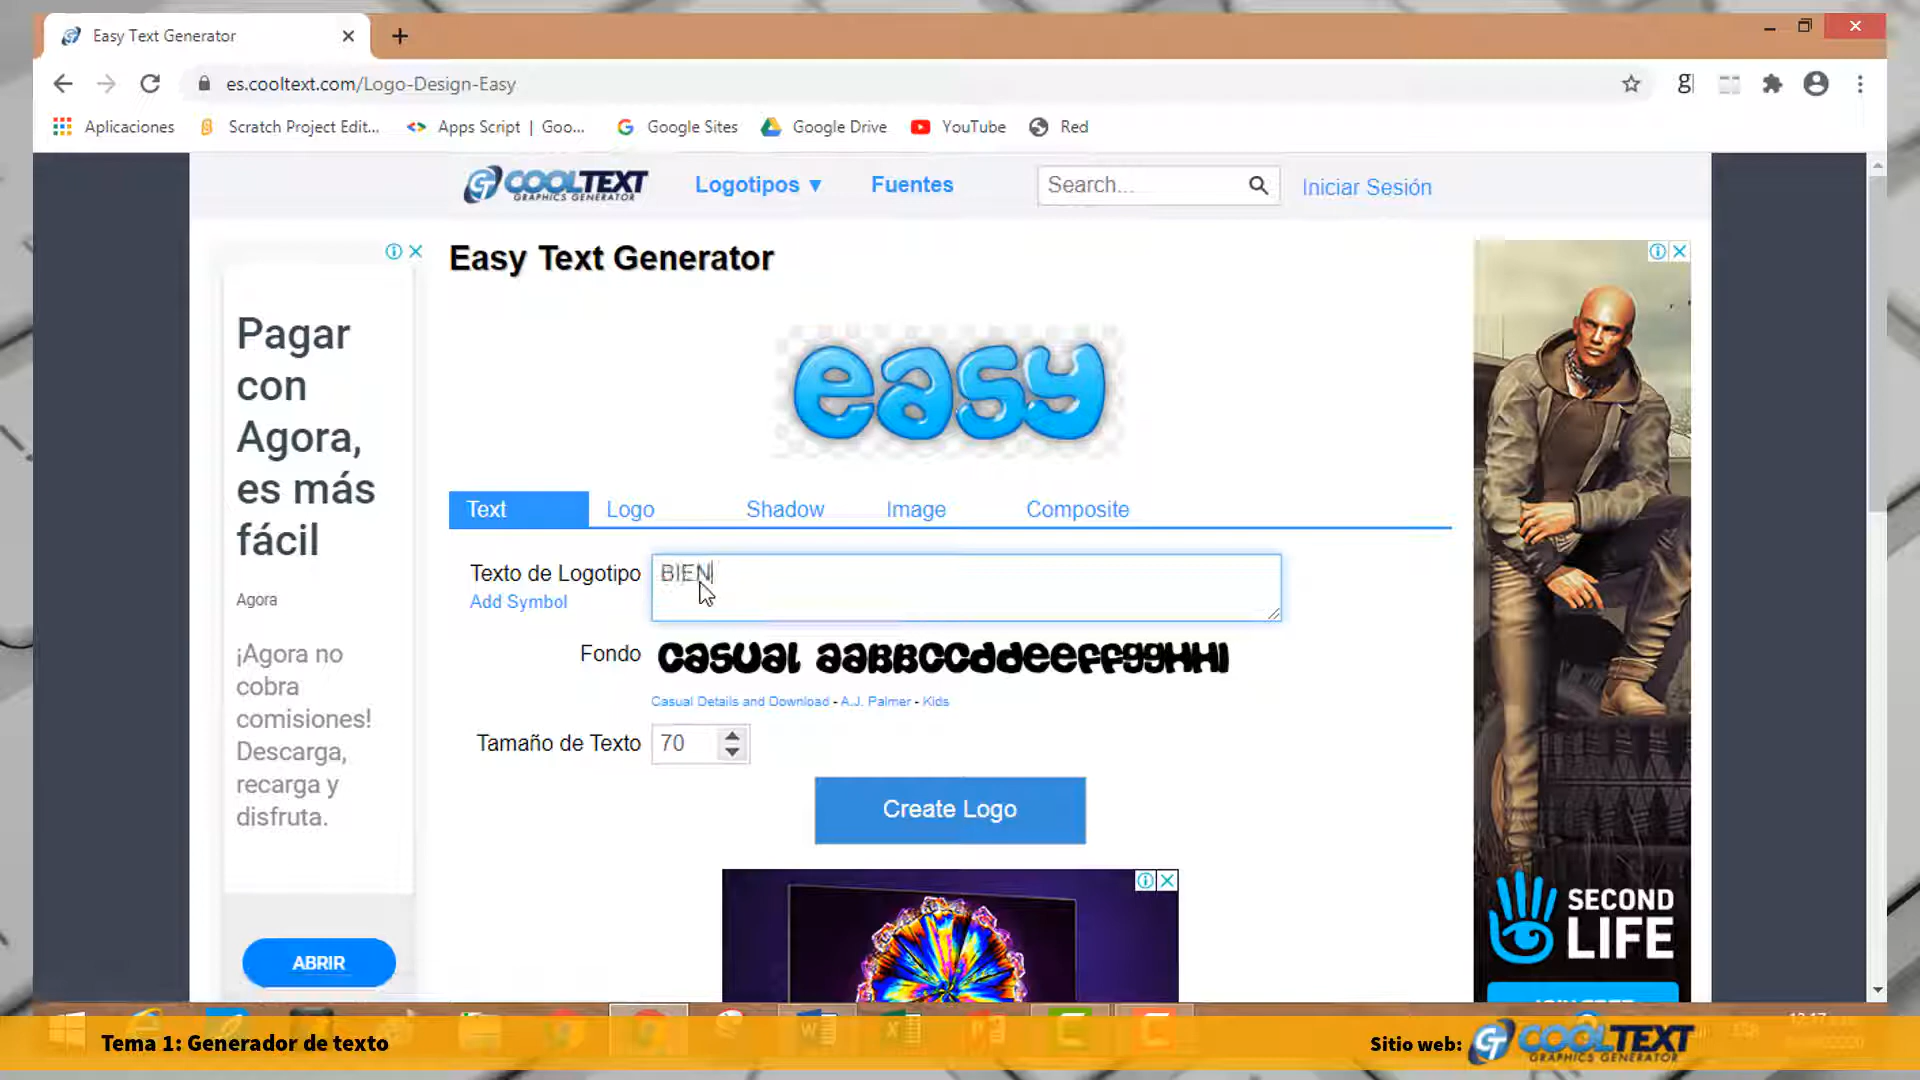 Easy Text Generator
es.cooltext.com/Logo-Design-Easy
Aplicaciones Scratch Project Edit... Apps Script | Goo... Google Sites Google Drive YouTube Red
COOLTEXT
GRAPHICS GENERATOR
Logotipos ▼ Fuentes Search... Iniciar Sesión
Easy Text Generator
easy
Pagar
con
Agora,
es más
fácil
Agora
¡Agora no
cobra
comisiones!
Descarga,
recarga y
disfruta.
ABRIR
Text Logo Shadow Image Composite
Texto de Logotipo BIEN
Add Symbol
Fondo casual aaBBccddeeffggHHI
Casual Details and Download - A.J. Palmer - Kids
Tamaño de Texto 70
Create Logo
SECOND
LIFE
Tema 1: Generador de texto
Sitio web: COOLTEXT
GRAPHICS GENERATOR